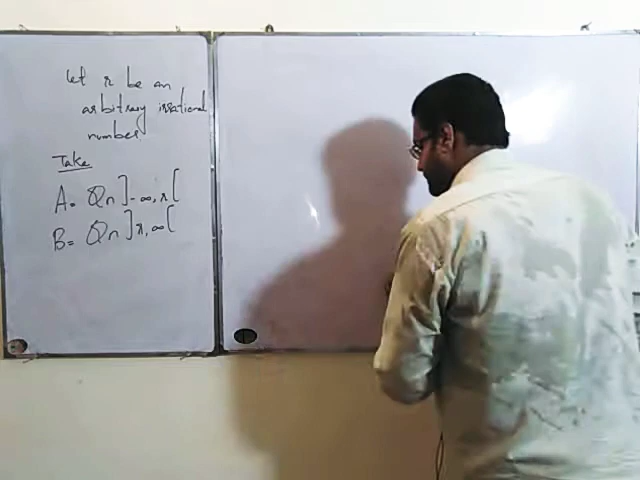 Let r be an
arbitrary irrational
number.
Take
A = Q∩]-∞, r[
B = Q∩]r, ∞[